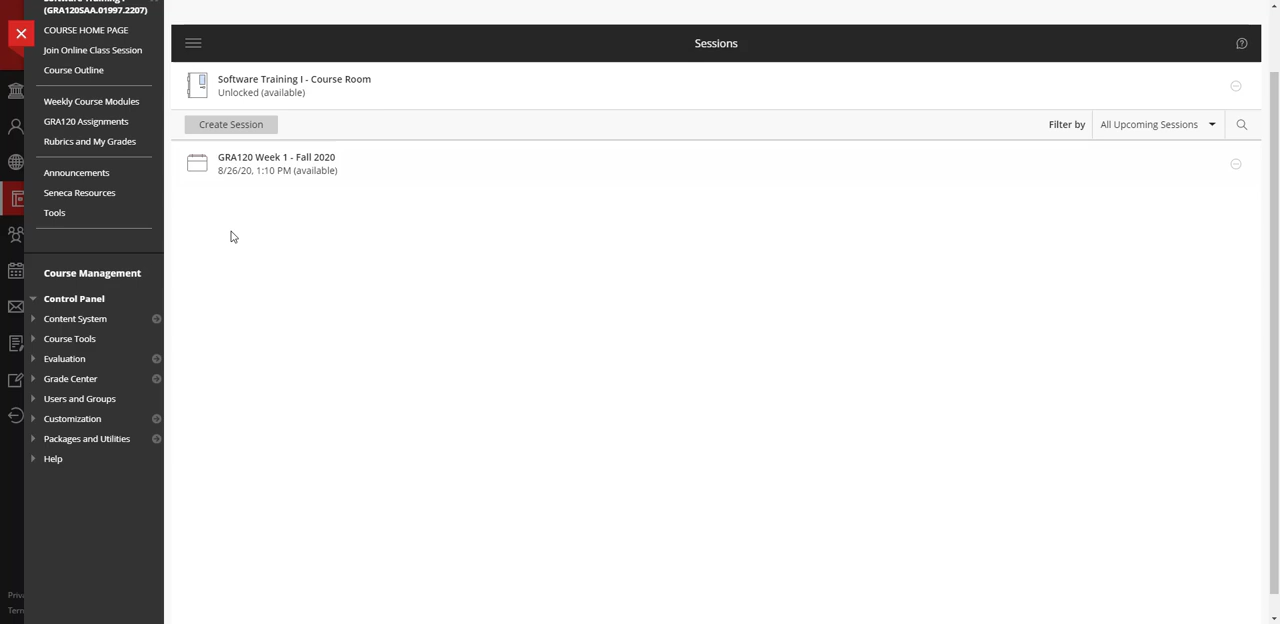 (GRA120SAA.01997.2207)
COURSE HOME PAGE
Join Online Class Session
Course Outline
Weekly Course Modules
GRA120 Assignments
Rubrics and My Grades
Announcements
Seneca Resources
Tools
Course Management
Control Panel
Content System
Course Tools
Evaluation
Grade Center
Users and Groups
Customization
Packages and Utilities
Help
Sessions
Software Training I - Course Room
Unlocked (available)
Create Session
Filter by
All Upcoming Sessions
GRA120 Week 1 - Fall 2020
8/26/20, 1:10 PM (available)